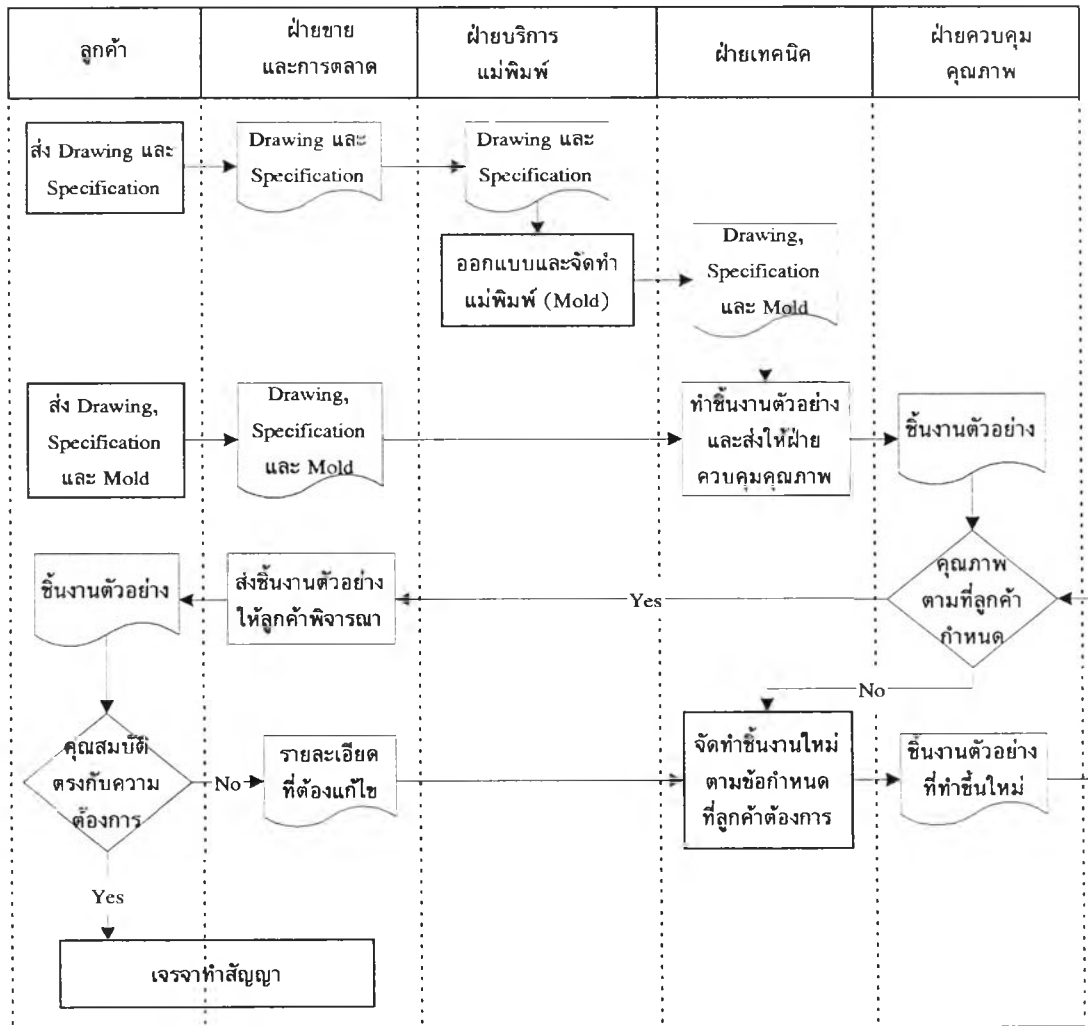 ลูกค้า
ฝ่ายขาย
และการตลาด
ฝ่ายบริการ
แม่พิมพ์
ฝ่ายเทคนิค
ฝ่ายควบคุม
คุณภาพ
ส่ง Drawing และ
Specification
Drawing และ
Specification
Drawing และ
Specification
ออกแบบและจัดทำ
แม่พิมพ์ (Mold)
Drawing,
Specification
และ Mold
ส่ง Drawing,
Specification
และ Mold
Drawing,
Specification
และ Mold
ทำชิ้นงานตัวอย่าง
และส่งให้ฝ่าย
ควบคุมคุณภาพ
ชิ้นงานตัวอย่าง
ชิ้นงานตัวอย่าง
ส่งชิ้นงานตัวอย่าง
ให้ลูกค้าพิจารณา
Yes
คุณภาพ
ตามที่ลูกค้า
กำหนด
No
คุณสมบัติ
ตรงกับความ
ต้องการ
No
รายละเอียด
ที่ต้องแก้ไข
จัดทำชิ้นงานใหม่
ตามข้อกำหนด
ที่ลูกค้าต้องการ
ชิ้นงานตัวอย่าง
ที่ทำขึ้นใหม่
Yes
เจรจาทำสัญญา